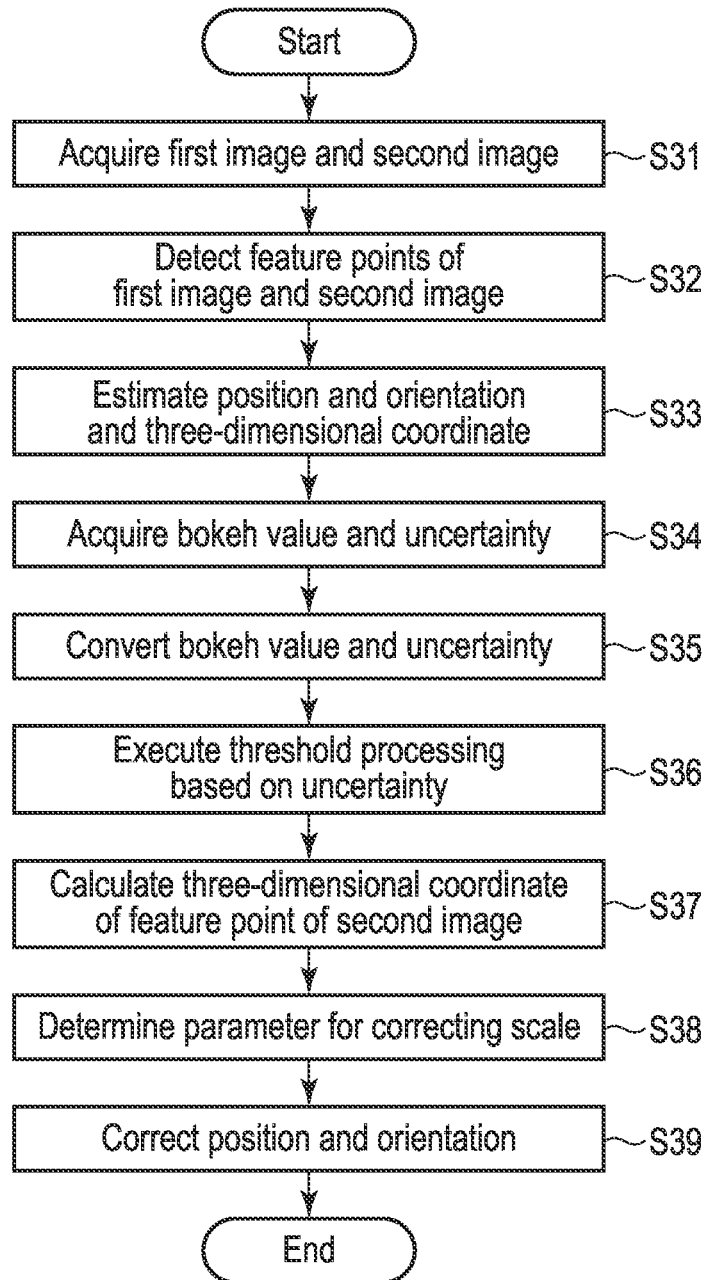 Start
Acquire first image and second image
S31
Detect feature points of
first image and second image
S32
Estimate position and orientation
and three-dimensional coordinate
S33
Acquire bokeh value and uncertainty
S34
Convert bokeh value and uncertainty
S35
Execute threshold processing
based on uncertainty
S36
Calculate three-dimensional coordinate
of feature point of second image
S37
Determine parameter for correcting scale
S38
Correct position and orientation
S39
End